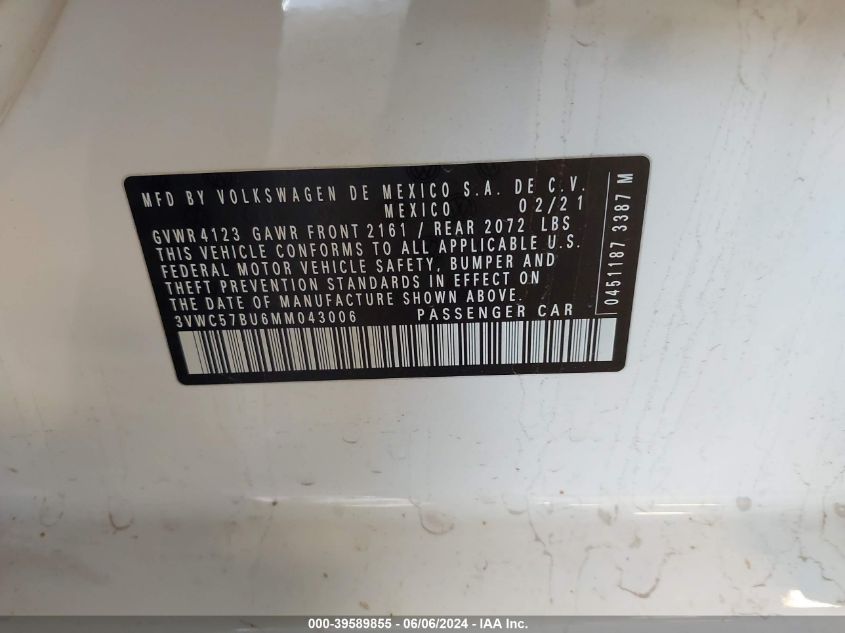 MFD BY VOLKSWAGEN DE MEXICO S.A. DE C.V.
MEXICO 02/21
GVWR 4123 GAWR FRONT 2161 / REAR 2072 LBS
THIS VEHICLE CONFORMS TO ALL APPLICABLE U.S.
FEDERAL MOTOR VEHICLE SAFETY, BUMPER AND
THEFT PREVENTION STANDARDS IN EFFECT ON
THE DATE OF MANUFACTURE SHOWN ABOVE.
3VWC57BU6MM043006 PASSENGER CAR
0451187 3387 M
000-39589855 - 06/06/2024 - IAA Inc.